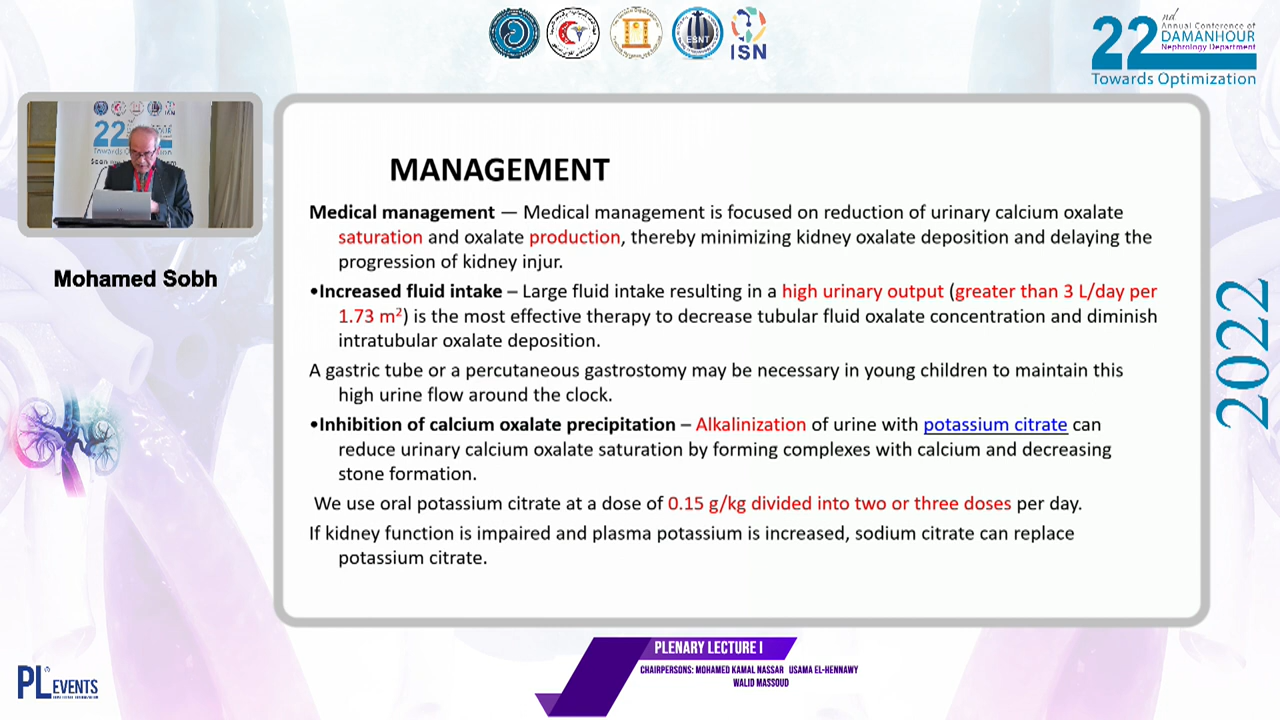 ESNT
ISN
22
nd
Annual Conference of
DAMANHOUR
Nephrology Department
Towards Optimization
22
Mohamed Sobh
MANAGEMENT
Medical management — Medical management is focused on reduction of urinary calcium oxalate
saturation and oxalate production, thereby minimizing kidney oxalate deposition and delaying the
progression of kidney injur.
•Increased fluid intake – Large fluid intake resulting in a high urinary output (greater than 3 L/day per
1.73 m²) is the most effective therapy to decrease tubular fluid oxalate concentration and diminish
intratubular oxalate deposition.
A gastric tube or a percutaneous gastrostomy may be necessary in young children to maintain this
high urine flow around the clock.
•Inhibition of calcium oxalate precipitation – Alkalinization of urine with potassium citrate can
reduce urinary calcium oxalate saturation by forming complexes with calcium and decreasing
stone formation.
We use oral potassium citrate at a dose of 0.15 g/kg divided into two or three doses per day.
If kidney function is impaired and plasma potassium is increased, sodium citrate can replace
potassium citrate.
2022
PLENARY LECTURE I
CHAIRPERSONS: MOHAMED KAMAL NASSAR USAMA EL-HENNAWY
WALID MASSOUD
PL EVENTS